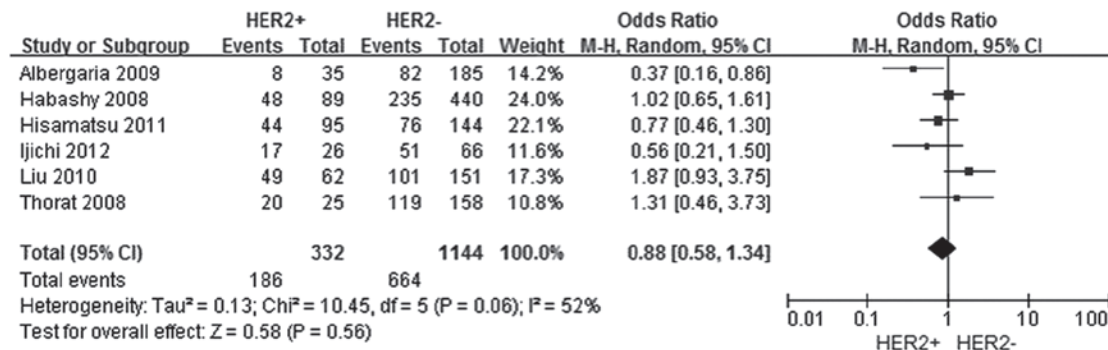 HER2+ HER2- Odds Ratio Odds Ratio
Study or Subgroup Events Total Events Total Weight M-H, Random, 95% CI M-H, Random, 95% CI
Albergaria 2009 8 35 82 185 14.2% 0.37 [0.16, 0.86]
Habashy 2008 48 89 235 440 24.0% 1.02 [0.65, 1.61]
Hisamatsu 2011 44 95 76 144 22.1% 0.77 [0.46, 1.30]
Ijichi 2012 17 26 51 66 11.6% 0.56 [0.21, 1.50]
Liu 2010 49 62 101 151 17.3% 1.87 [0.93, 3.75]
Thorat 2008 20 25 119 158 10.8% 1.31 [0.46, 3.73]
Total (95% CI) 332 1144 100.0% 0.88 [0.58, 1.34]
Total events 186 664
Heterogeneity: Tau² = 0.13; Chi² = 10.45, df = 5 (P = 0.06); I² = 52%
Test for overall effect: Z = 0.58 (P = 0.56)
0.01 0.1 1 10 100
HER2+ HER2-